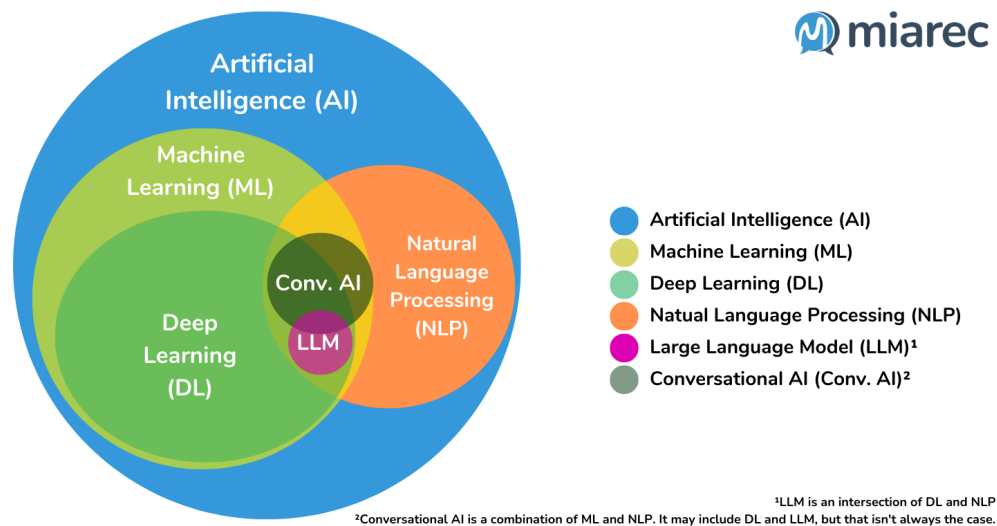 miarec
Artificial
Intelligence (AI)
Machine
Learning (ML)
Natural
Language
Processing
(NLP)
Conv. AI
Deep
Learning
(DL)
LLM
Artificial Intelligence (AI)
Machine Learning (ML)
Deep Learning (DL)
Natual Language Processing (NLP)
Large Language Model (LLM)¹
Conversational AI (Conv. AI)²
¹LLM is an intersection of DL and NLP
²Conversational AI is a combination of ML and NLP. It may include DL and LLM, but that isn't always the case.